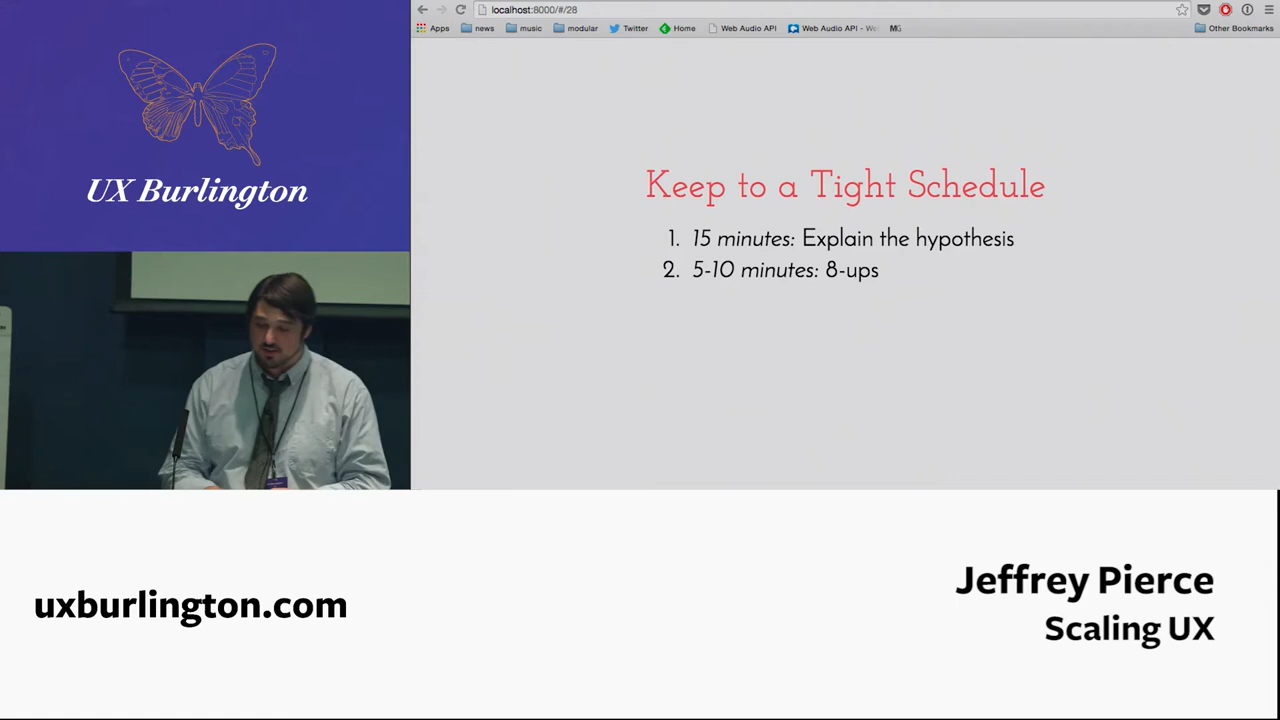 localhost:8000/#/28
Apps news music modular Twitter Home Web Audio API Web Audio API - We MG Other Bookmarks
UX Burlington
Keep to a Tight Schedule
1. 15 minutes: Explain the hypothesis
2. 5-10 minutes: 8-ups
uxburlington.com
Jeffrey Pierce
Scaling UX